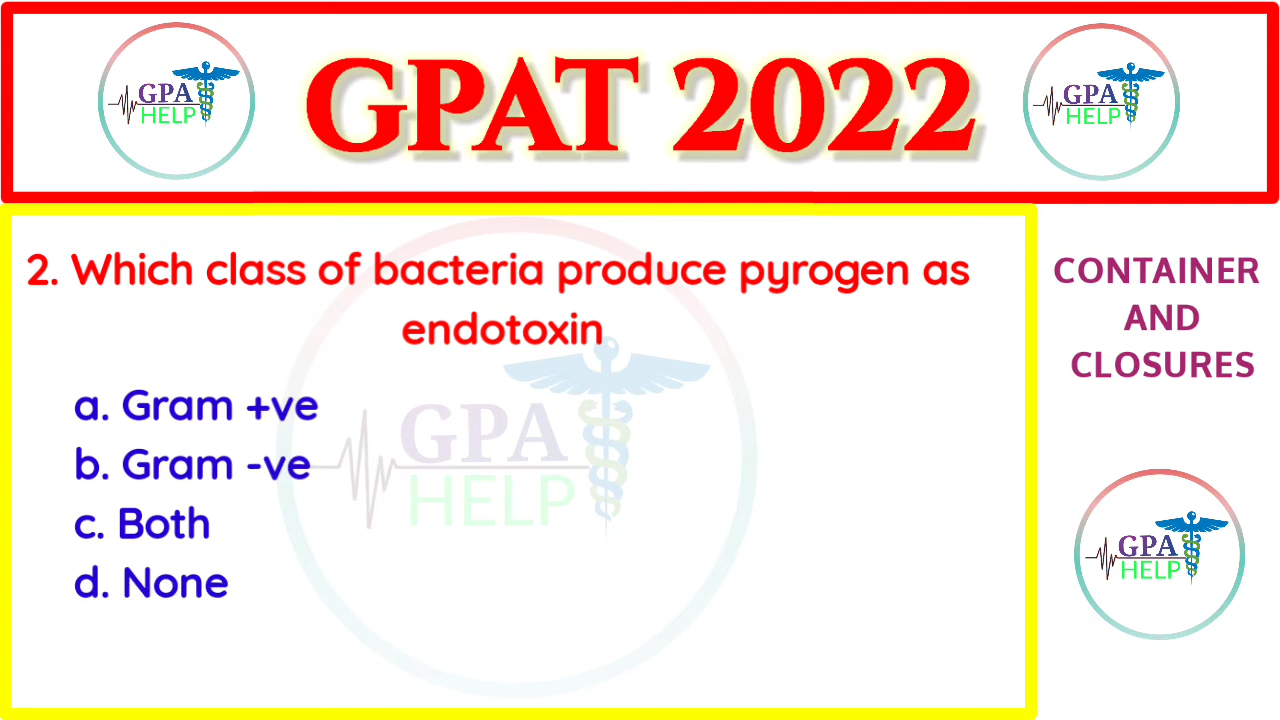 GPA
HELP
GPAT 2022
GPA
HELP
2. Which class of bacteria produce pyrogen as
endotoxin
a. Gram +ve
b. Gram -ve
c. Both
d. None
GPA
HELP
CONTAINER
AND
CLOSURES
GPA
HELP